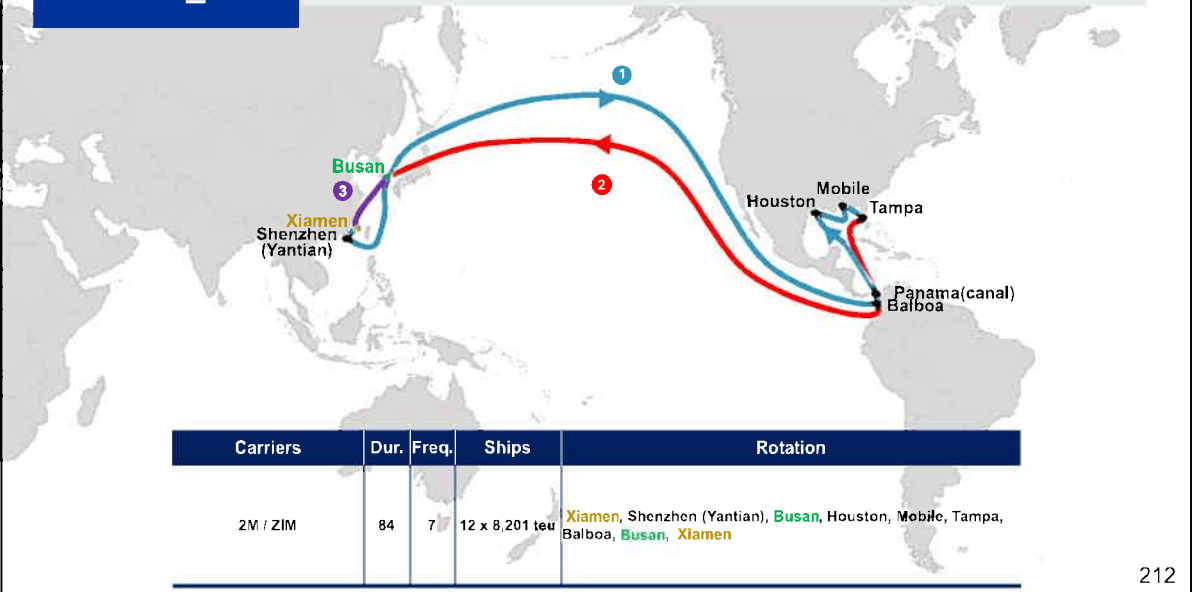 1
Busan
2
3
Mobile
Houston
Tampa
Xiamen
Shenzhen
(Yantian)
Panama(canal)
Balboa
Carriers Dur. Freq. Ships Rotation
2M / ZIM 84 7 12 x 8,201 teu Xiamen, Shenzhen (Yantian), Busan, Houston, Mobile, Tampa,
Balboa, Busan, Xiamen
212